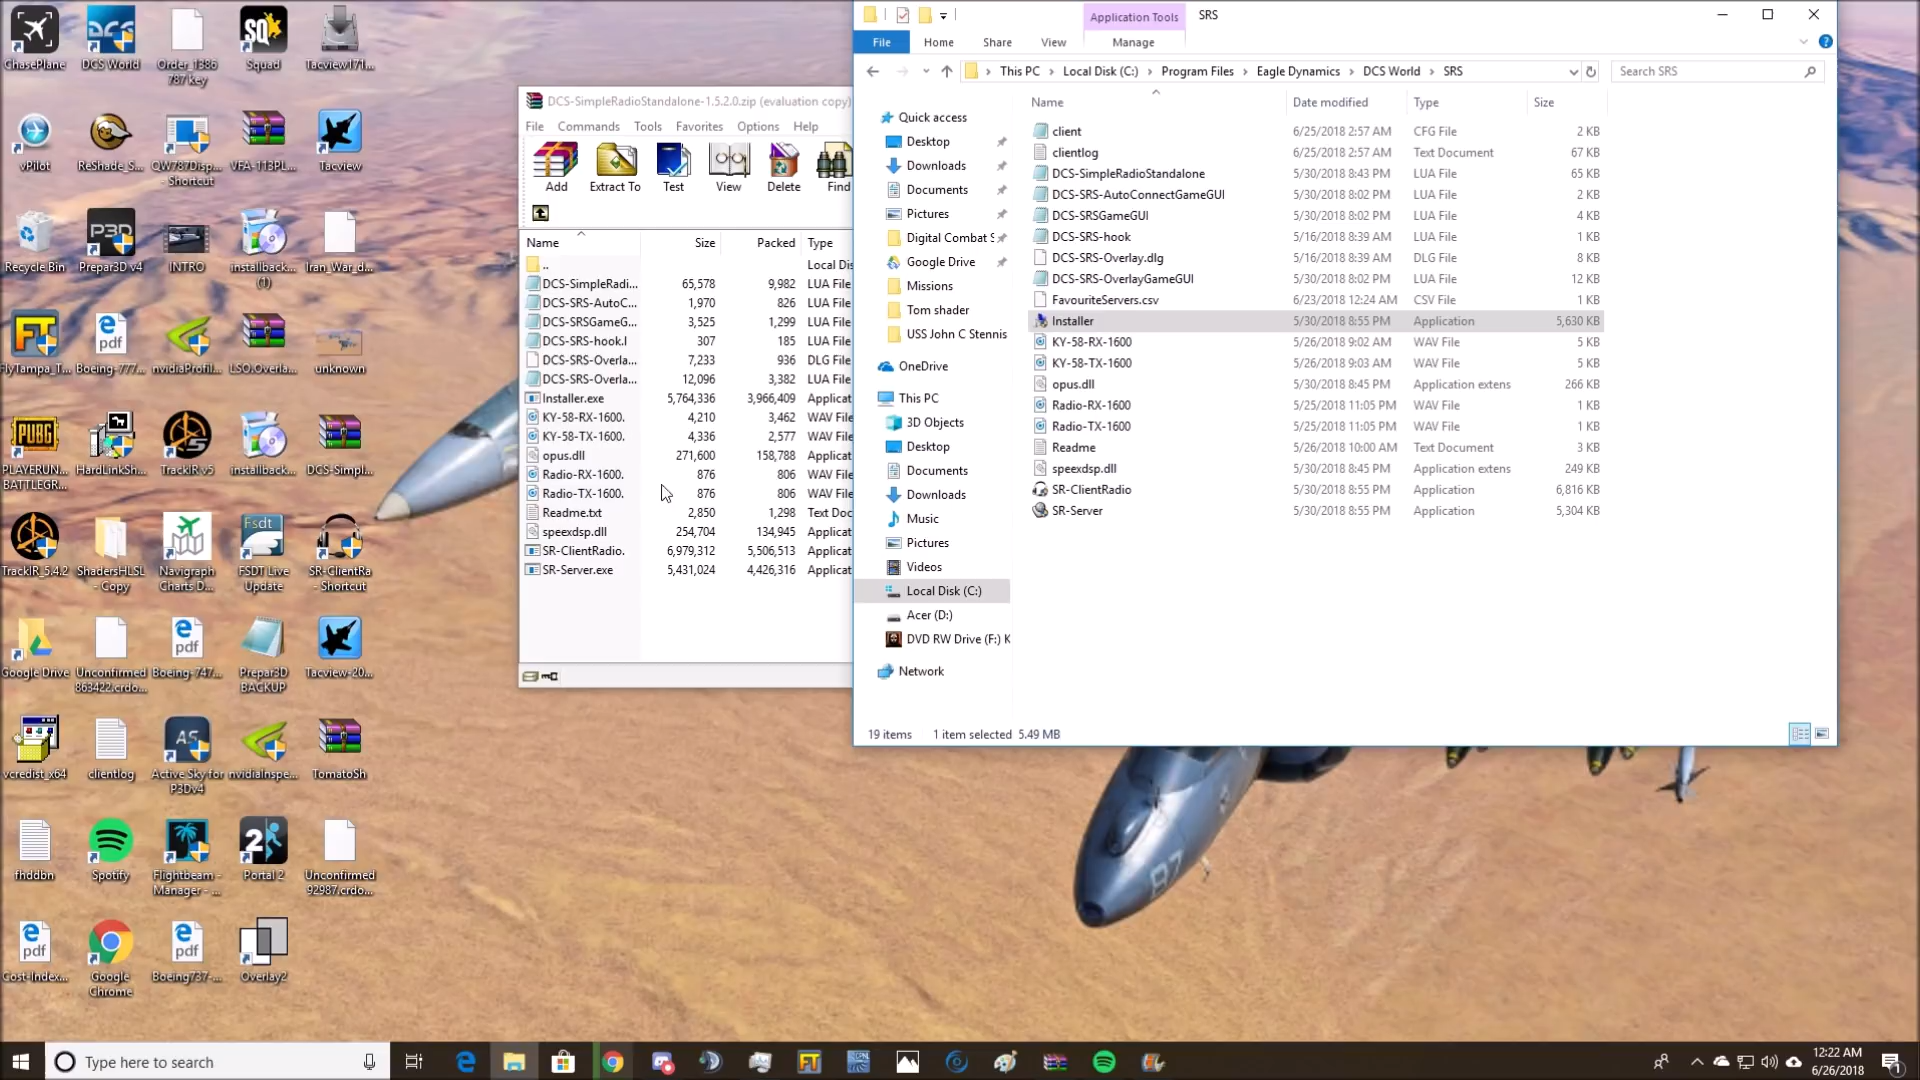 ChasePlane
DCS World
Order_1386
787 key
Squad
Tacview171...
vPilot
ReShade_S...
QW787Disp...
- Shortcut
VFA-113PL...
Tacview
Recycle Bin
Prepar3D v4
INTRO
installback...
(1)
Iran_War_d...
FlyTampa_T...
Boeing-777...
nvidiaProfil...
LSO.Overla...
unknown
PLAYERUN...
BATTLEGR...
HardLinkSh...
TrackIR v5
installback...
DCS-Simpl...
TrackIR_5.4.2
ShadersHLSL
- Copy
Navigraph
Charts D...
FSDT Live
Update
SR-ClientRa
- Shortcut
Google Drive
Unconfirmed
863422.crdo...
Boeing-747...
Prepar3D
BACKUP
Tacview-20...
vcredist_x64
clientlog
Active Sky for
P3Dv4
nvidiaInspe...
TomatoSh
fhddbn
Spotify
Flightbeam -
Manager - ...
Portal 2
Unconfirmed
92987.crdo...
Cost-Index...
Google
Chrome
Boeing737-...
Overlay2
DCS-SimpleRadioStandalone-1.5.2.0.zip (evaluation copy)
File Commands Tools Favorites Options Help
Add Extract To Test View Delete Find
Name Size Packed Type
.. Local Dis
DCS-SimpleRadi... 65,578 9,982 LUA File
DCS-SRS-AutoC... 1,970 826 LUA File
DCS-SRSGameG... 3,525 1,299 LUA File
DCS-SRS-hook.l 307 185 LUA File
DCS-SRS-Overla... 7,233 936 DLG File
DCS-SRS-Overla... 12,096 3,382 LUA File
Installer.exe 5,764,336 3,966,409 Applicat
KY-58-RX-1600. 4,210 3,462 WAV File
KY-58-TX-1600. 4,336 2,577 WAV File
opus.dll 271,600 158,788 Applicat
Radio-RX-1600. 876 806 WAV File
Radio-TX-1600. 876 806 WAV File
Readme.txt 2,850 1,298 Text Doc
speexdsp.dll 254,704 134,945 Applicat
SR-ClientRadio. 6,979,312 5,506,513 Applicat
SR-Server.exe 5,431,024 4,426,316 Applicat
Application Tools SRS
File Home Share View Manage
This PC > Local Disk (C:) > Program Files > Eagle Dynamics > DCS World > SRS
Search SRS
Quick access
Desktop
Downloads
Documents
Pictures
Digital Combat S
Google Drive
Missions
Tom shader
USS John C Stennis
OneDrive
This PC
3D Objects
Desktop
Documents
Downloads
Music
Pictures
Videos
Local Disk (C:)
Acer (D:)
DVD RW Drive (F:) K
Network
Name Date modified Type Size
client 6/25/2018 2:57 AM CFG File 2 KB
clientlog 6/25/2018 2:57 AM Text Document 67 KB
DCS-SimpleRadioStandalone 5/30/2018 8:43 PM LUA File 65 KB
DCS-SRS-AutoConnectGameGUI 5/30/2018 8:02 PM LUA File 2 KB
DCS-SRSGameGUI 5/30/2018 8:02 PM LUA File 4 KB
DCS-SRS-hook 5/16/2018 8:39 AM LUA File 1 KB
DCS-SRS-Overlay.dlg 5/16/2018 8:39 AM DLG File 8 KB
DCS-SRS-OverlayGameGUI 5/30/2018 8:02 PM LUA File 12 KB
FavouriteServers.csv 6/23/2018 12:24 AM CSV File 1 KB
Installer 5/30/2018 8:55 PM Application 5,630 KB
KY-58-RX-1600 5/26/2018 9:02 AM WAV File 5 KB
KY-58-TX-1600 5/26/2018 9:03 AM WAV File 5 KB
opus.dll 5/30/2018 8:45 PM Application extens 266 KB
Radio-RX-1600 5/25/2018 11:05 PM WAV File 1 KB
Radio-TX-1600 5/25/2018 11:05 PM WAV File 1 KB
Readme 5/26/2018 10:00 AM Text Document 3 KB
speexdsp.dll 5/30/2018 8:45 PM Application extens 249 KB
SR-ClientRadio 5/30/2018 8:55 PM Application 6,816 KB
SR-Server 5/30/2018 8:55 PM Application 5,304 KB
19 items 1 item selected 5.49 MB
87
Type here to search
12:22 AM
6/26/2018
1